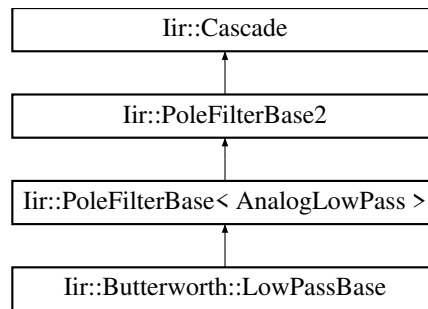 Iir::Cascade
Iir::PoleFilterBase2
Iir::PoleFilterBase< AnalogLowPass >
Iir::Butterworth::LowPassBase